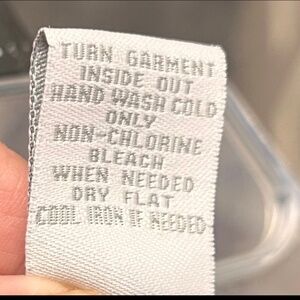 TURN GARMENT
INSIDE OUT
HAND WASH COLD
ONLY
NON-CHLORINE
BLEACH
WHEN NEEDED
DRY FLAT
COOL IRON IF NEEDED